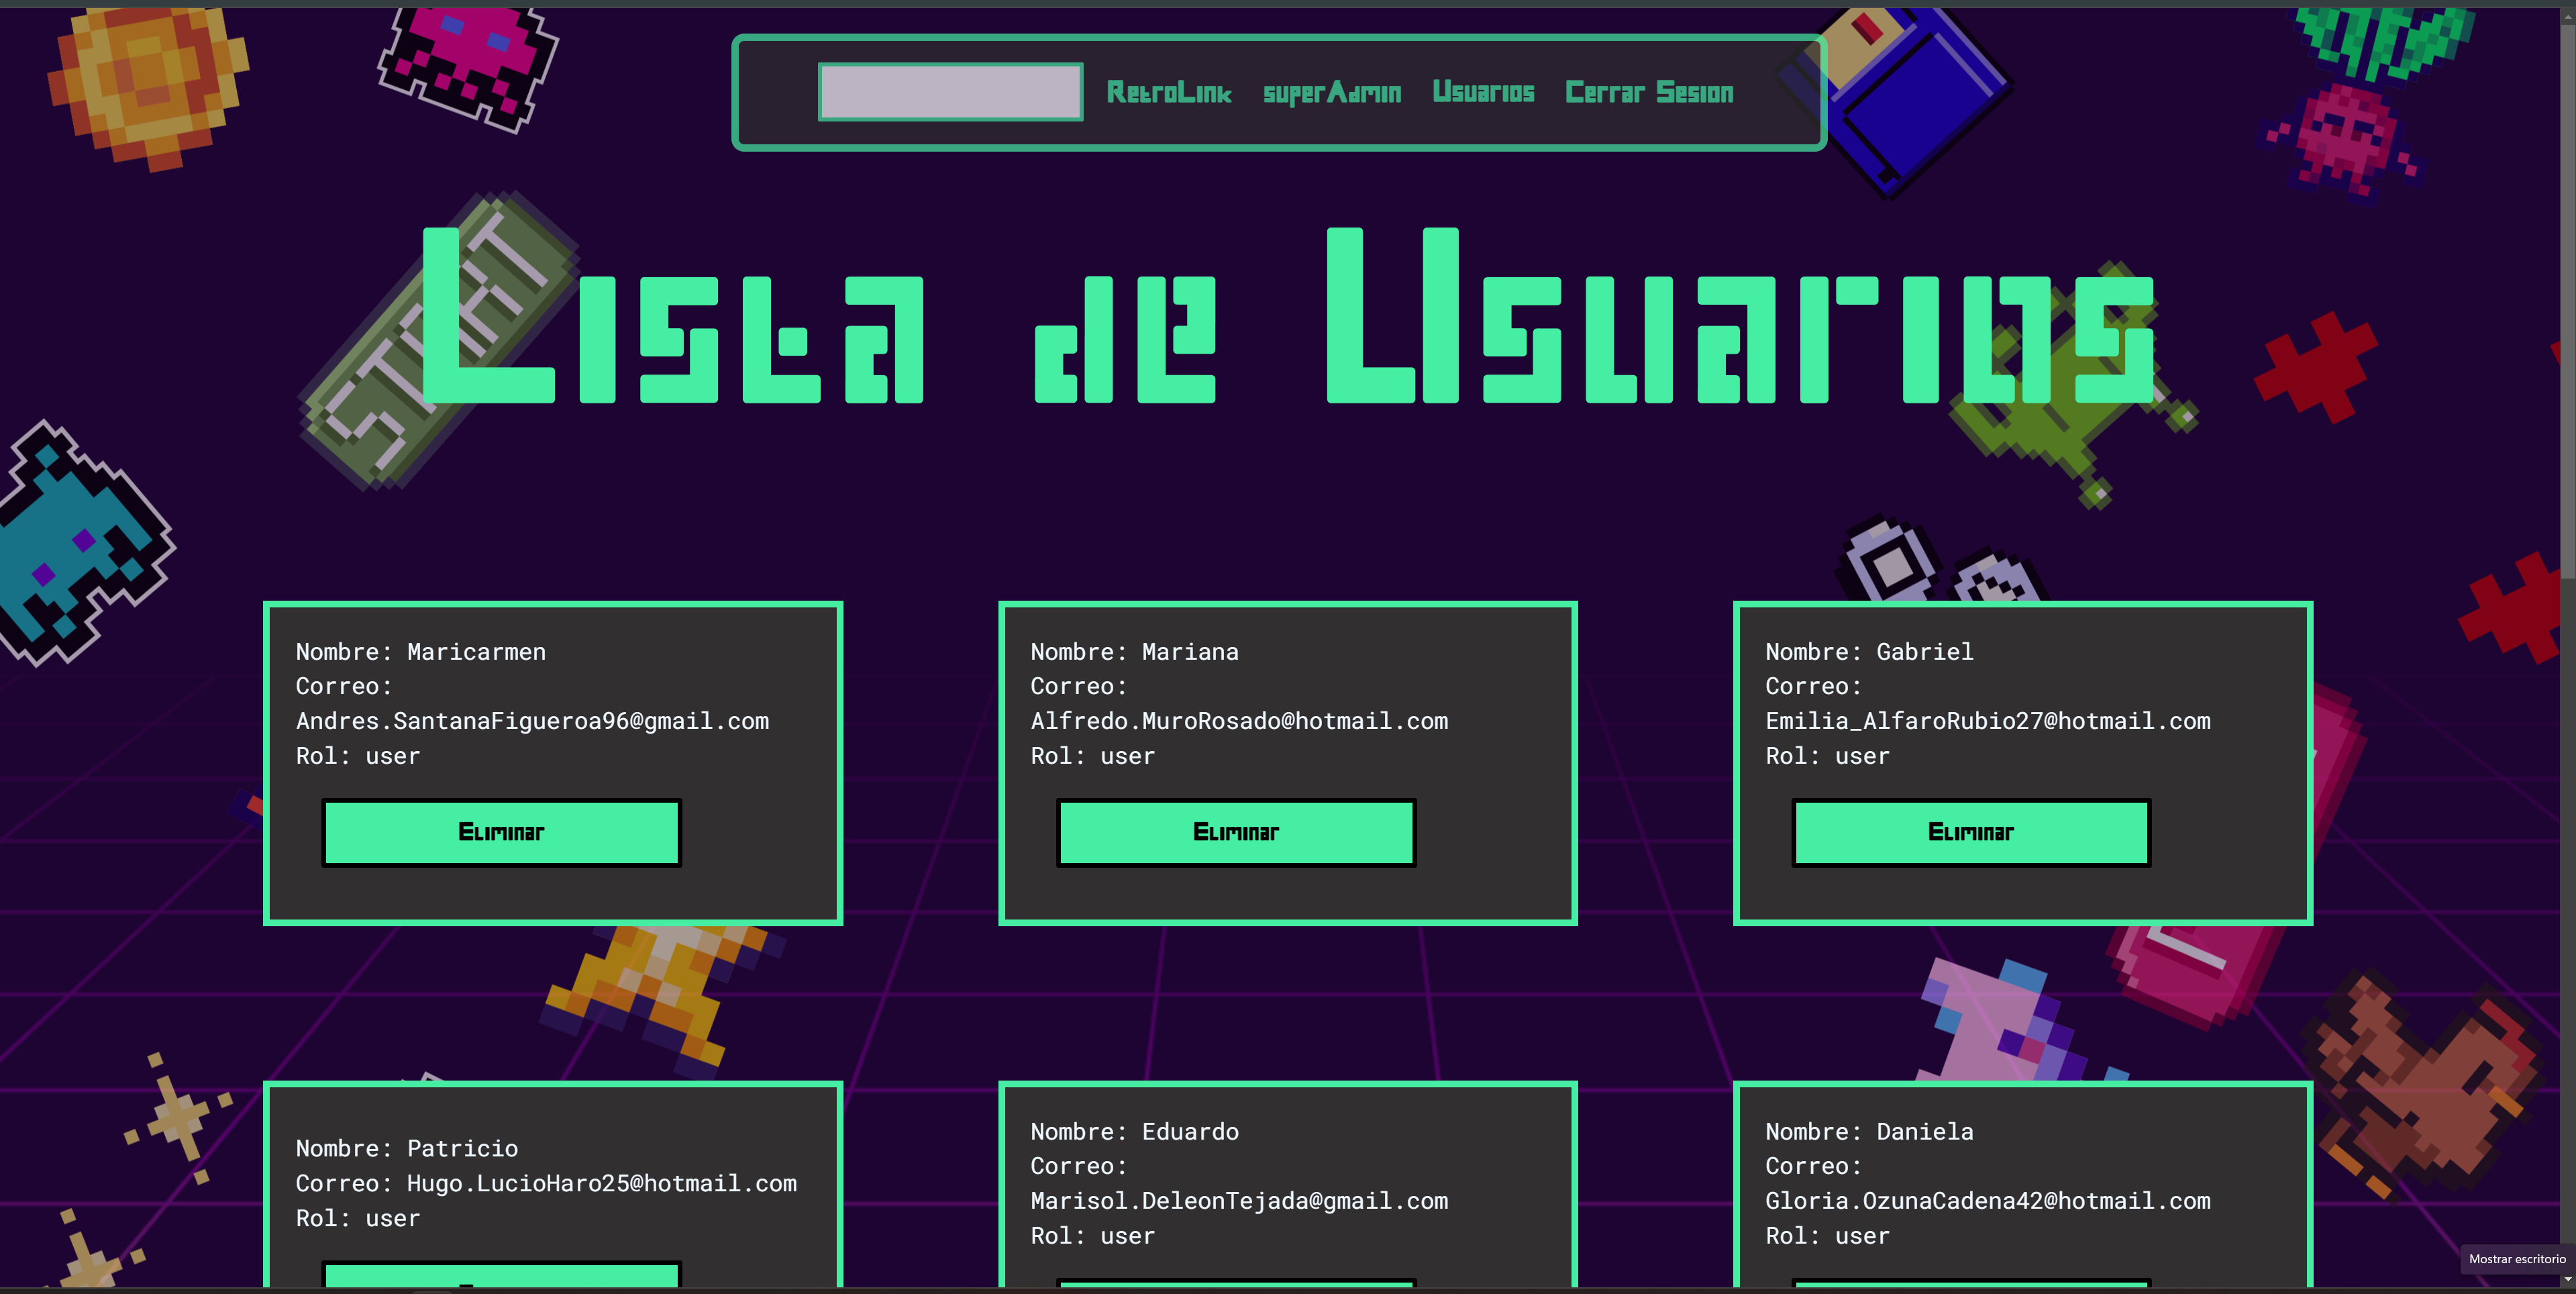 RetroLink superAdmin Usuarios Cerrar Sesion
START
Lista de Usuarios
Nombre: Maricarmen
Correo:
Andres.SantanaFigueroa96@gmail.com
Rol: user
Eliminar
Nombre: Mariana
Correo:
Alfredo.MuroRosado@hotmail.com
Rol: user
Eliminar
Nombre: Gabriel
Correo:
Emilia_AlfaroRubio27@hotmail.com
Rol: user
Eliminar
Nombre: Patricio
Correo: Hugo.LucioHaro25@hotmail.com
Rol: user
Nombre: Eduardo
Correo:
Marisol.DeleonTejada@gmail.com
Rol: user
Nombre: Daniela
Correo:
Gloria.OzunaCadena42@hotmail.com
Rol: user
Mostrar escritorio